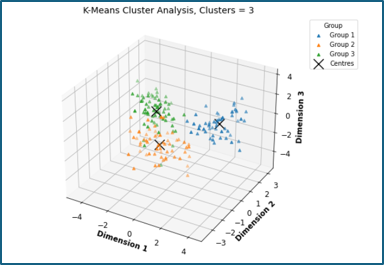 K-Means Cluster Analysis, Clusters = 3
Group
Group 1
Group 2
Group 3
Centres
4
2
0
−2
−4
Dimension 3
3
2
1
0
−1
−2
−3
Dimension 2
−4
−2
0
2
4
Dimension 1